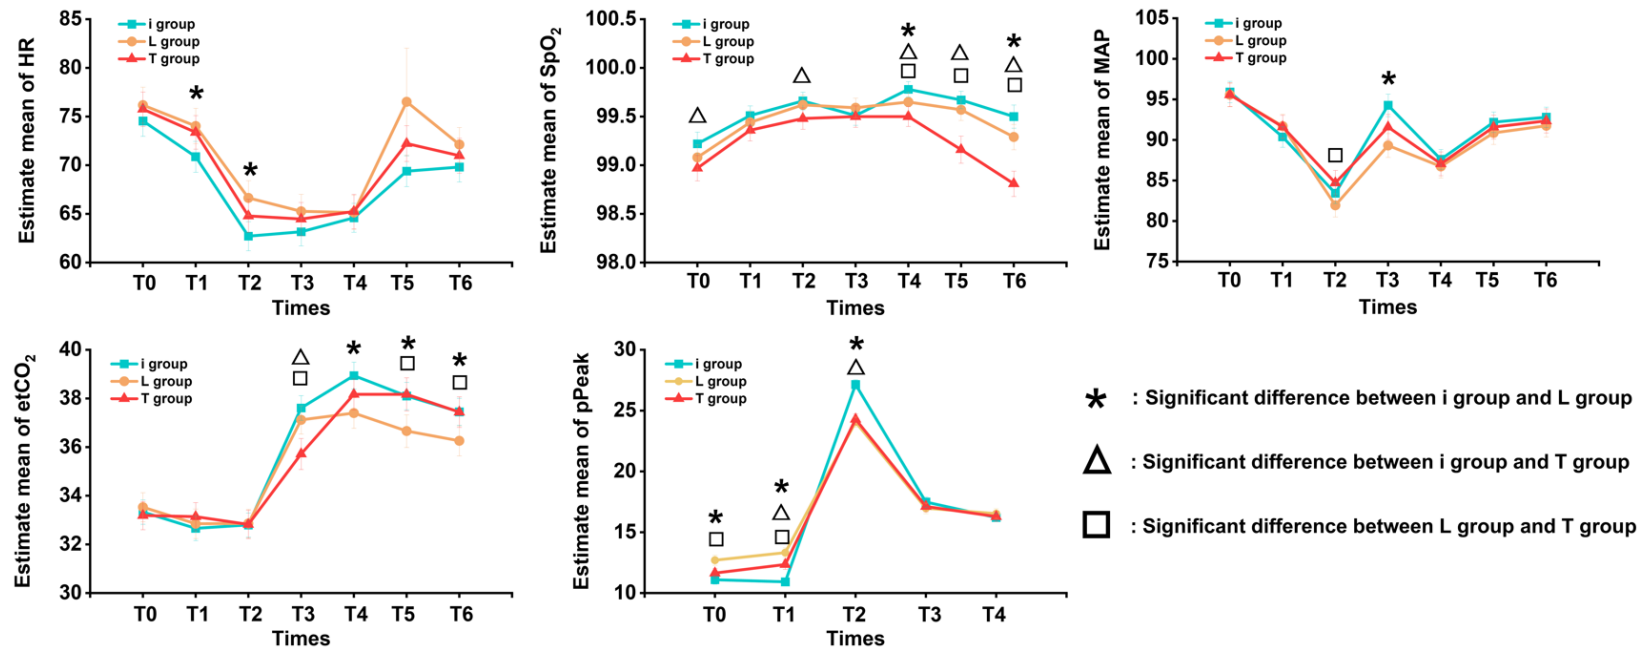 Estimate mean of HR
85
80
75
70
65
60
i group
L group
T group
*
*
T0 T1 T2 T3 T4 T5 T6
Times
Estimate mean of SpO2
100.5
100.0
99.5
99.0
98.5
98.0
i group
L group
T group
*
*
T0 T1 T2 T3 T4 T5 T6
Times
Estimate mean of MAP
105
100
95
90
85
80
75
i group
L group
T group
*
T0 T1 T2 T3 T4 T5 T6
Times
Estimate mean of etCO2
40
38
36
34
32
30
i group
L group
T group
*
*
*
T0 T1 T2 T3 T4 T5 T6
Times
Estimate mean of pPeak
30
25
20
15
10
i group
L group
T group
*
*
*
T0 T1 T2 T3 T4
Times
* : Significant difference between i group and L group
△ : Significant difference between i group and T group
□ : Significant difference between L group and T group